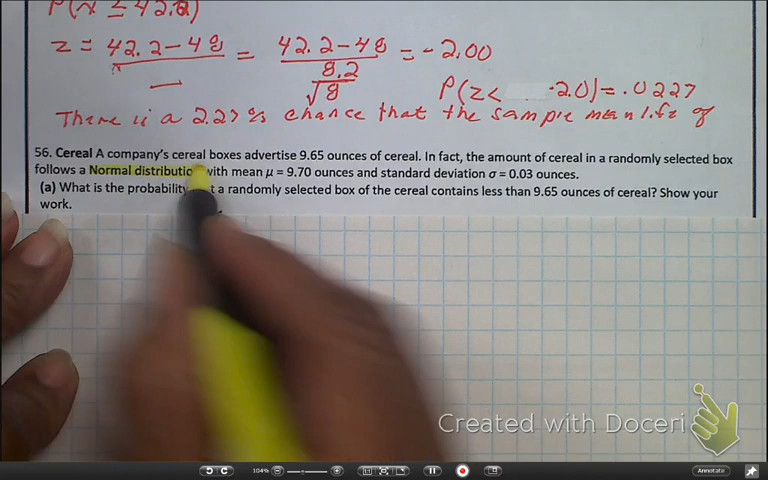 P(x̄ ≤ 42.2)
z = 42.2 - 48 = 42.2 - 48 = -2.00
8.2
√8
P(z< -2.0) = .0227
There is a 2.27% chance that the sample mean life of
56. Cereal A company's cereal boxes advertise 9.65 ounces of cereal. In fact, the amount of cereal in a randomly selected box
follows a Normal distribution with mean μ = 9.70 ounces and standard deviation σ = 0.03 ounces.
(a) What is the probability t a randomly selected box of the cereal contains less than 9.65 ounces of cereal? Show your
work.
Created with Doceri
104%
Annotate